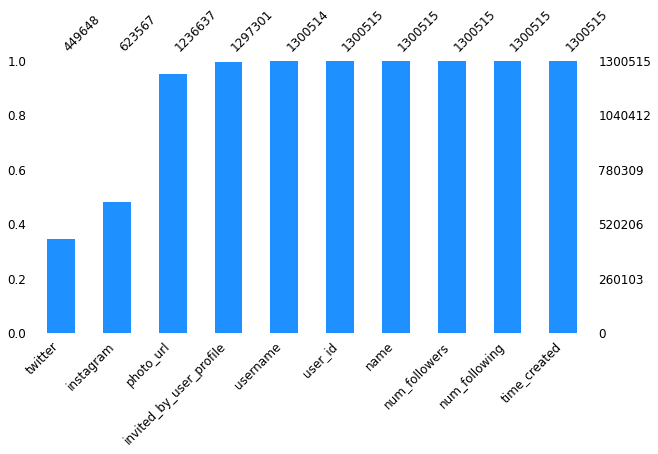 449648
623567
1236637
1297301
1300514
1300515
1300515
1300515
1300515
1300515
1.0
0.8
0.6
0.4
0.2
0.0
1300515
1040412
780309
520206
260103
0
twitter
instagram
photo_url
invited_by_user_profile
username
user_id
name
num_followers
num_following
time_created